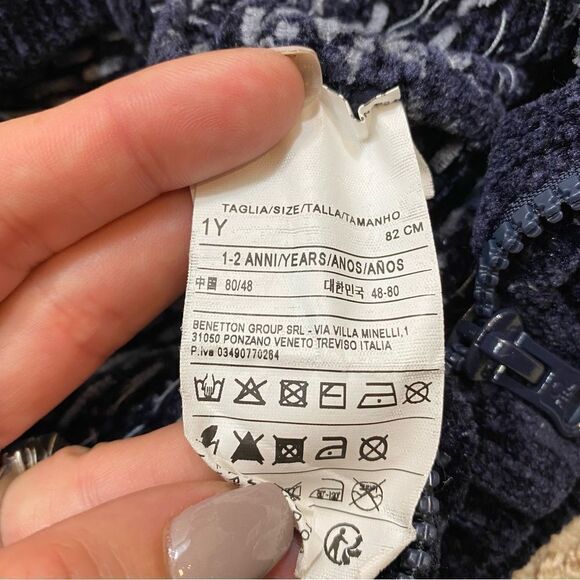 TAGLIA/SIZE/TALLA/TAMANHO
1Y 82 CM
1-2 ANNI/YEARS/ANOS/AÑOS
中国 80/48 대한민국 48-80
BENETTON GROUP SRL - VIA VILLA MINELLI,1
31050 PONZANO VENETO TREVISO ITALIA
P.iva 03490770264